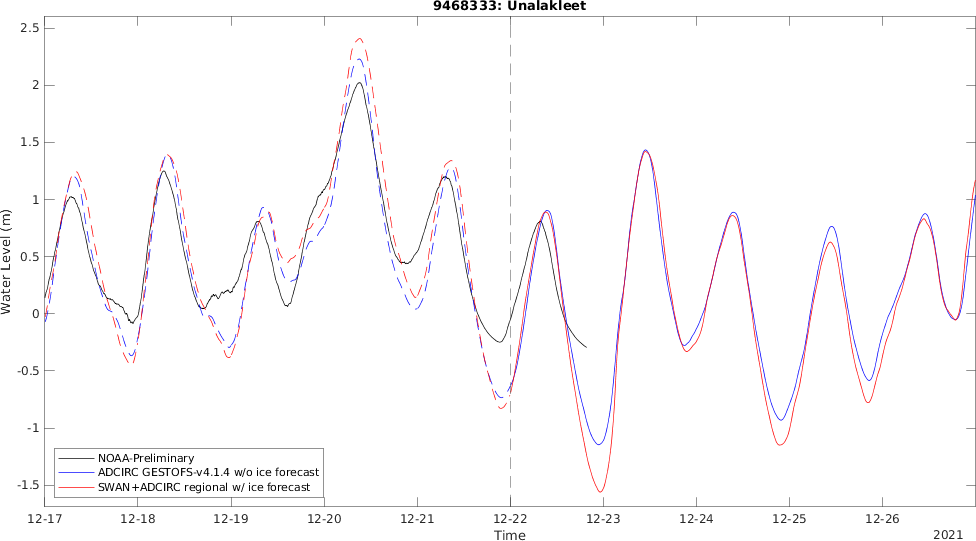 9468333: Unalakleet
2.5
2
1.5
1
0.5
0
-0.5
-1
-1.5
Water Level (m)
NOAA-Preliminary
ADCIRC GESTOFS-v4.1.4 w/o ice forecast
SWAN+ADCIRC regional w/ ice forecast
12-17 12-18 12-19 12-20 12-21 12-22 12-23 12-24 12-25 12-26
Time
2021